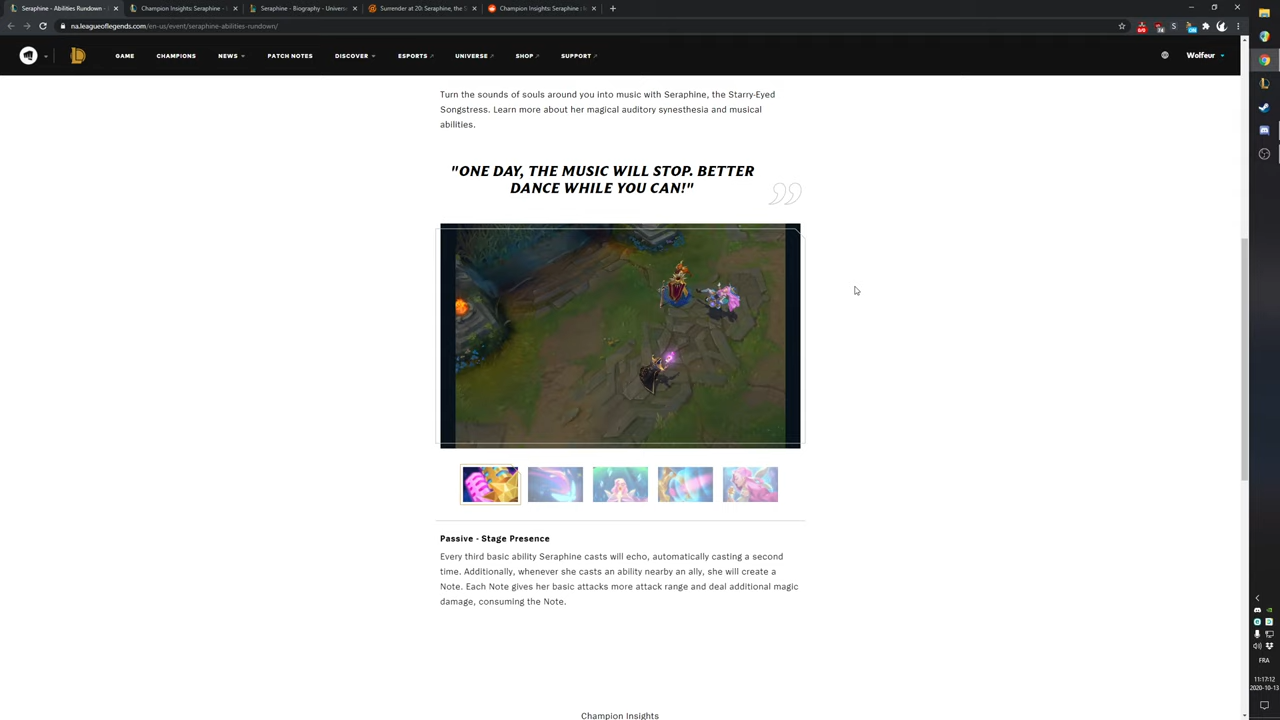 Seraphine - Abilities Rundown -
Champion Insights: Seraphine -
Seraphine - Biography - Universe
Surrender at 20: Seraphine, the S
Champion Insights: Seraphine :
na.leagueoflegends.com/en-us/event/seraphine-abilities-rundown/
GAME
CHAMPIONS
NEWS
PATCH NOTES
DISCOVER
ESPORTS
UNIVERSE
SHOP
SUPPORT
Wolfeur
Turn the sounds of souls around you into music with Seraphine, the Starry-Eyed
Songstress. Learn more about her magical auditory synesthesia and musical
abilities.
"ONE DAY, THE MUSIC WILL STOP. BETTER
DANCE WHILE YOU CAN!"
Passive - Stage Presence
Every third basic ability Seraphine casts will echo, automatically casting a second
time. Additionally, whenever she casts an ability nearby an ally, she will create a
Note. Each Note gives her basic attacks more attack range and deal additional magic
damage, consuming the Note.
Champion Insights
FRA
11:17:12
2020-10-13